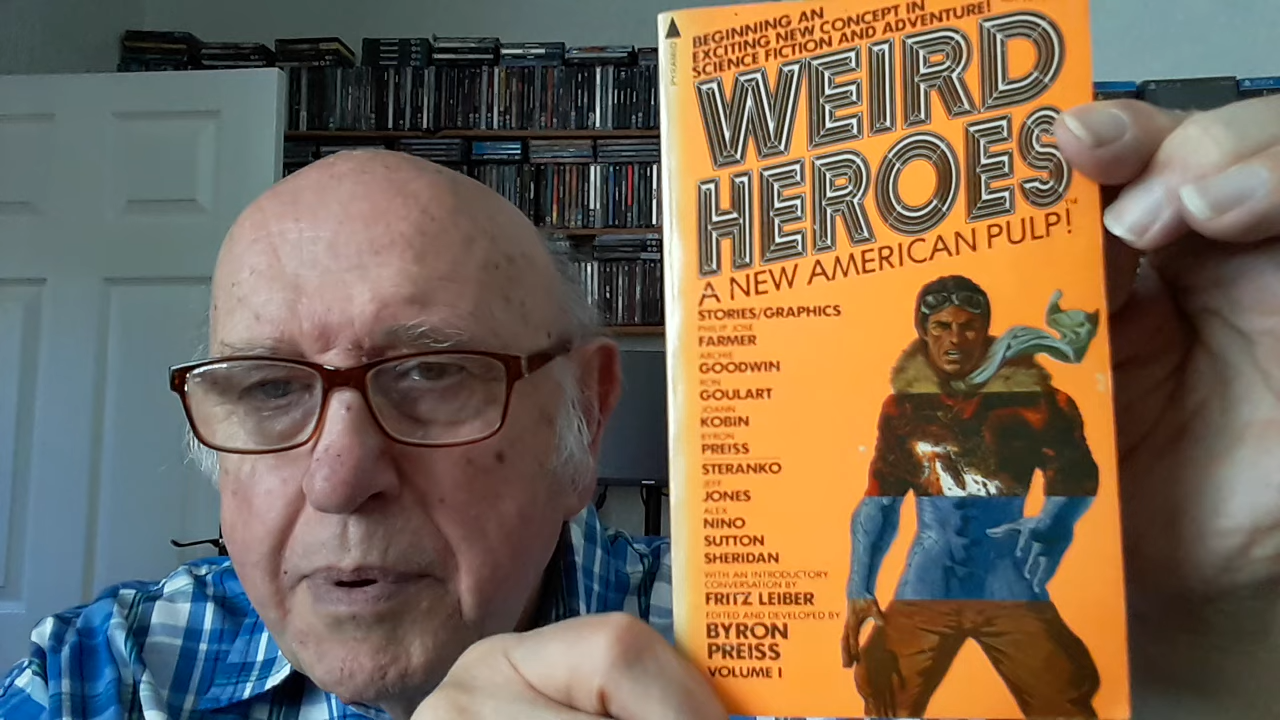 PYRAMID
BEGINNING AN
EXCITING NEW CONCEPT IN
SCIENCE FICTION AND ADVENTURE!
WEIRD
HEROES
TM
A NEW AMERICAN PULP!
STORIES/GRAPHICS
PHILIP JOSE
FARMER
ARCHIE
GOODWIN
RON
GOULART
JOANN
KOBIN
BYRON
PREISS
STERANKO
JEFF
JONES
ALEX
NINO
SUTTON
SHERIDAN
WITH AN INTRODUCTORY
CONVERSATION BY
FRITZ LEIBER
EDITED AND DEVELOPED BY
BYRON
PREISS
VOLUME I